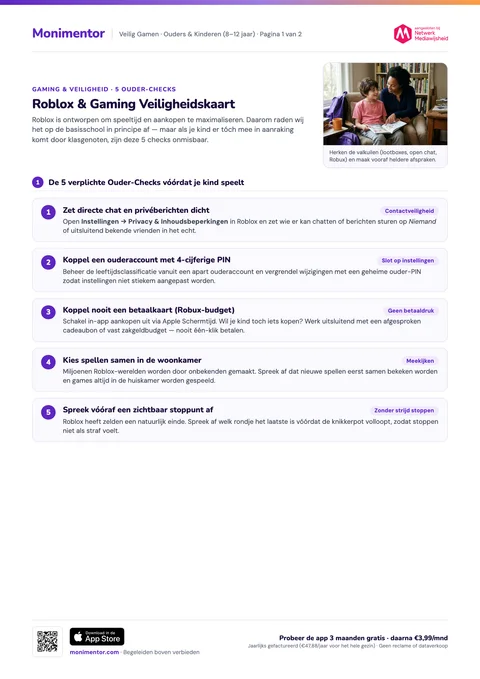 Monimentor
Veilig Gamen · Ouders & Kinderen (8–12 jaar) · Pagina 1 van 2
aangesloten bij
Netwerk
Mediawijsheid
GAMING & VEILIGHEID · 5 OUDER-CHECKS
Roblox & Gaming Veiligheidskaart
Roblox is ontworpen om speeltijd en aankopen te maximaliseren. Daarom raden wij
het op de basisschool in principe af — maar als je kind er tóch mee in aanraking
komt door klasgenoten, zijn deze 5 checks onmisbaar.
Herken de valkuilen (lootboxes, open chat,
Robux) en maak vooraf heldere afspraken.
1 De 5 verplichte Ouder-Checks vóórdat je kind speelt
1 Zet directe chat en privéberichten dicht
Contactveiligheid
Open Instellingen → Privacy & Inhoudsbeperkingen in Roblox en zet wie er kan chatten of berichten sturen op Niemand
of uitsluitend bekende vrienden in het echt.
2 Koppel een ouderaccount met 4-cijferige PIN
Slot op instellingen
Beheer de leeftijdsclassificatie vanuit een apart ouderaccount en vergrendel wijzigingen met een geheime ouder-PIN
zodat instellingen niet stiekem aangepast worden.
3 Koppel nooit een betaalkaart (Robux-budget)
Geen betaaldruk
Schakel in-app aankopen uit via Apple Schermtijd. Wil je kind toch iets kopen? Werk uitsluitend met een afgesproken
cadeaubon of vast zakgeldbudget — nooit één-klik betalen.
4 Kies spellen samen in de woonkamer
Meekijken
Miljoenen Roblox-werelden worden door onbekenden gemaakt. Spreek af dat nieuwe spellen eerst samen bekeken worden
en games altijd in de huiskamer worden gespeeld.
5 Spreek vóóraf een zichtbaar stoppunt af
Zonder strijd stoppen
Roblox heeft zelden een natuurlijk einde. Spreek af welk rondje het laatste is vóórdat de knikkerpot volloopt, zodat stoppen
niet als straf voelt.
Download in de
App Store
monimentor.com · Begeleiden boven verbieden
Probeer de app 3 maanden gratis · daarna €3,99/mnd
Jaarlijks gefactureerd (€47,88/jaar voor het hele gezin) · Geen reclame of dataverkoop